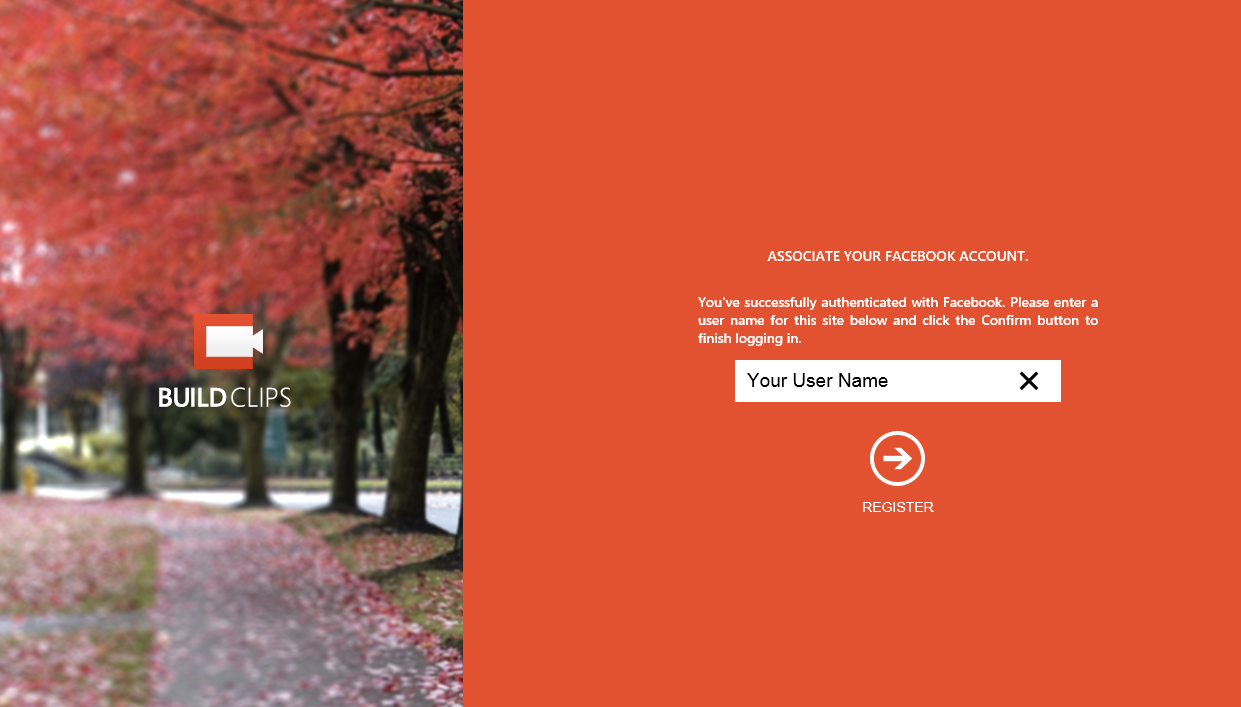 BUILD CLIPS
ASSOCIATE YOUR FACEBOOK ACCOUNT.
You've successfully authenticated with Facebook. Please enter a
user name for this site below and click the Confirm button to
finish logging in.
Your User Name
REGISTER